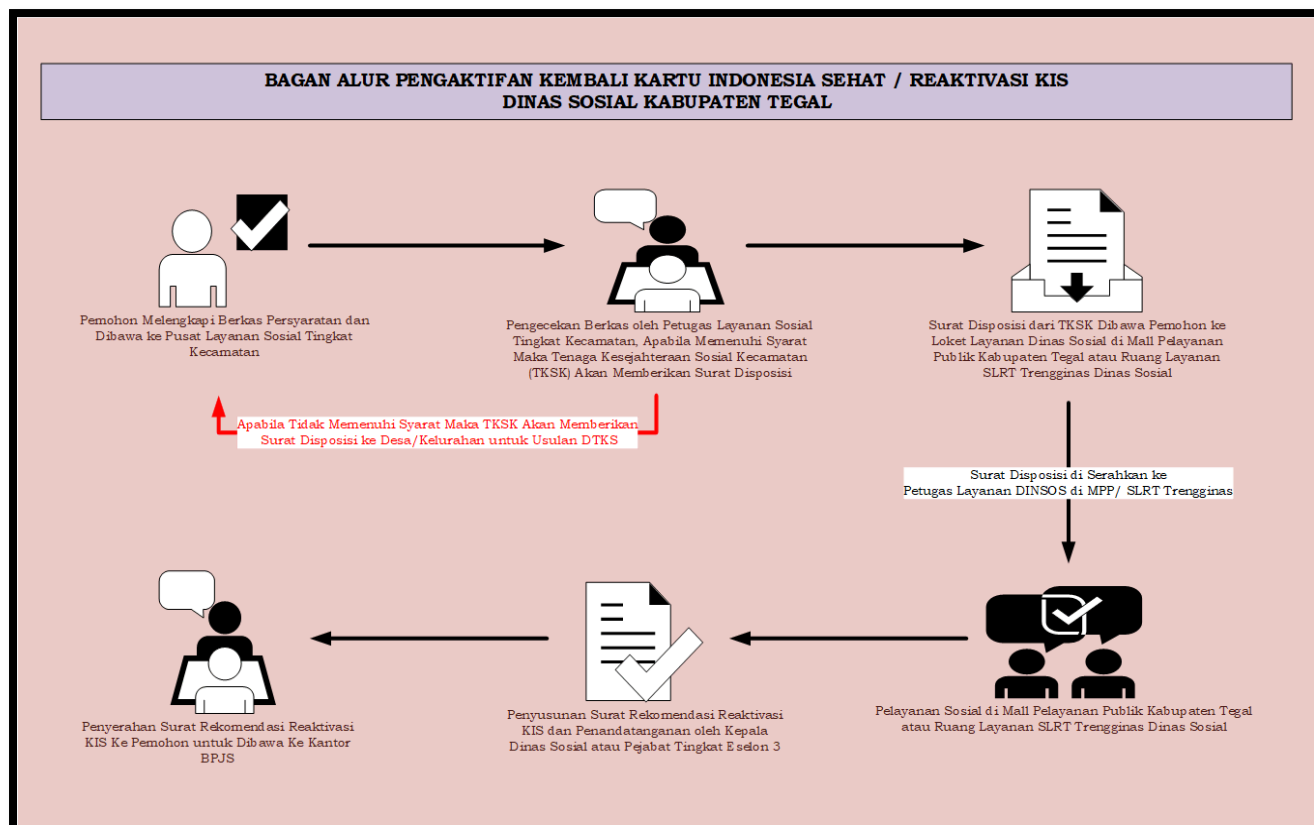 BAGAN ALUR PENGAKTIFAN KEMBALI KARTU INDONESIA SEHAT / REAKTIVASI KIS
DINAS SOSIAL KABUPATEN TEGAL
Pemohon Melengkapi Berkas Persyaratan dan
Dibawa ke Pusat Layanan Sosial Tingkat
Kecamatan
Pengecekan Berkas oleh Petugas Layanan Sosial
Tingkat Kecamatan, Apabila Memenuhi Syarat
Maka Tenaga Kesejahteraan Sosial Kecamatan
(TKSK) Akan Memberikan Surat Disposisi
Surat Disposisi dari TKSK Dibawa Pemohon ke
Loket Layanan Dinas Sosial di Mall Pelayanan
Publik Kabupaten Tegal atau Ruang Layanan
SLRT Trengginas Dinas Sosial
Apabila Tidak Memenuhi Syarat Maka TKSK Akan Memberikan
Surat Disposisi ke Desa/Kelurahan untuk Usulan DTKS
Surat Disposisi di Serahkan ke
Petugas Layanan DINSOS di MPP/ SLRT Trengginas
Pelayanan Sosial di Mall Pelayanan Publik Kabupaten Tegal
atau Ruang Layanan SLRT Trengginas Dinas Sosial
Penyusunan Surat Rekomendasi Reaktivasi
KIS dan Penandatanganan oleh Kepala
Dinas Sosial atau Pejabat Tingkat Eselon 3
Penyerahan Surat Rekomendasi Reaktivasi
KIS Ke Pemohon untuk Dibawa Ke Kantor
BPJS